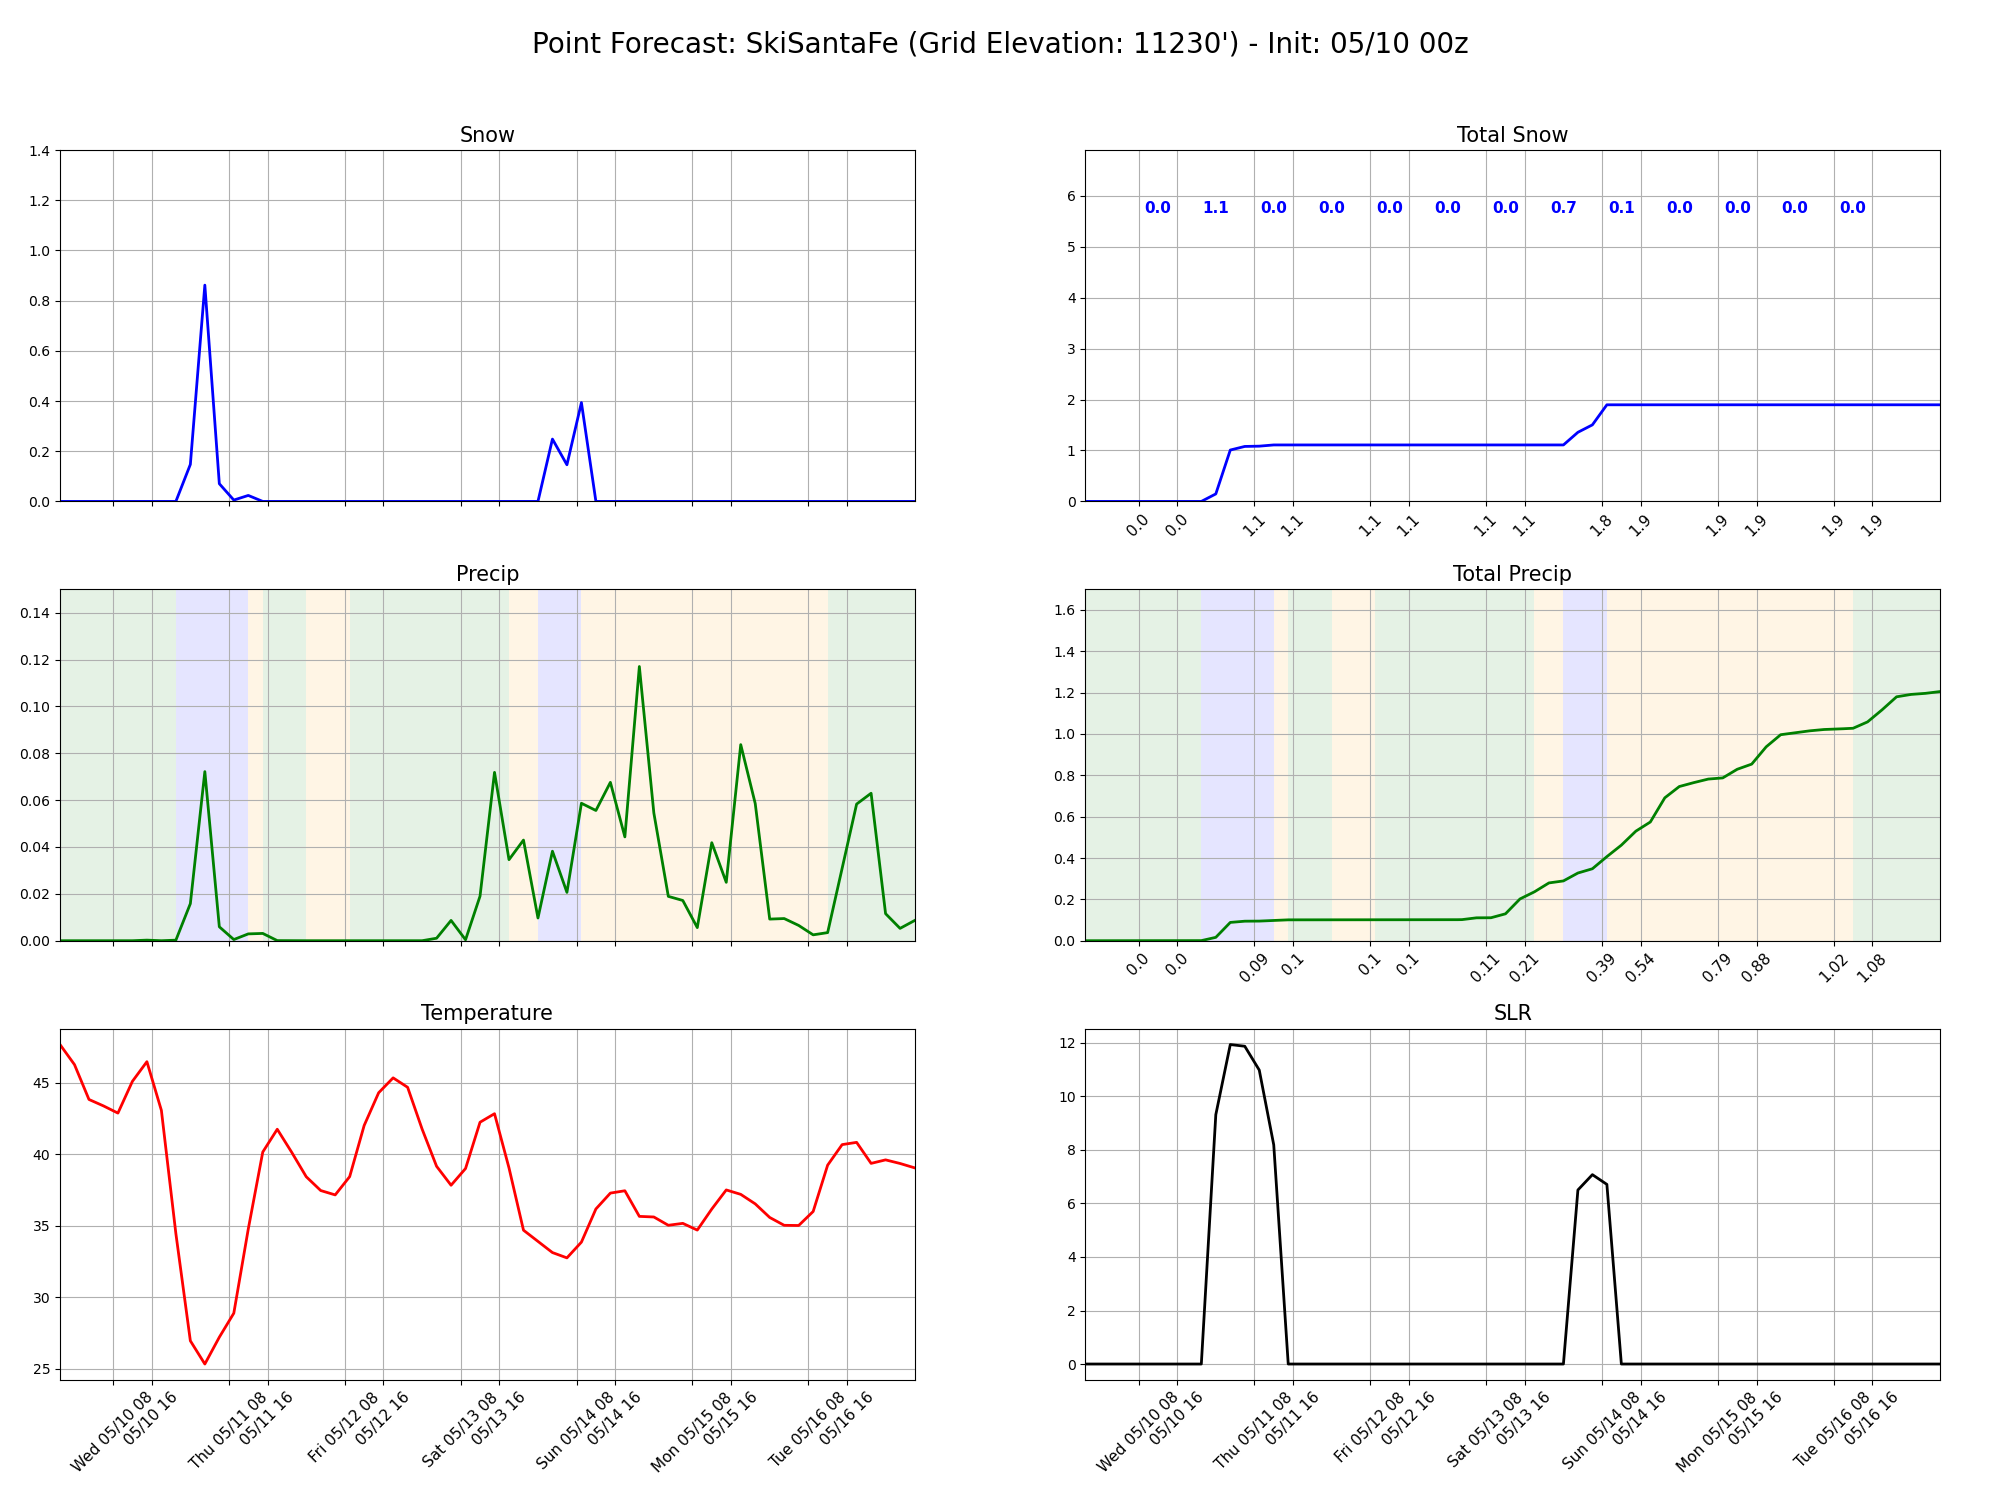 Point Forecast: SkiSantaFe (Grid Elevation: 11230') - Init: 05/10 00z
Snow
1.4
1.2
1.0
0.8
0.6
0.4
0.2
0.0
Total Snow
6
5
4
3
2
1
0
0.0 1.1 0.0 0.0 0.0 0.0 0.0 0.7 0.1 0.0 0.0 0.0 0.0
0.0 0.0 1.1 1.1 1.1 1.1 1.1 1.1 1.8 1.9 1.9 1.9 1.9 1.9
Precip
0.14
0.12
0.10
0.08
0.06
0.04
0.02
0.00
Total Precip
1.6
1.4
1.2
1.0
0.8
0.6
0.4
0.2
0.0
0.0 0.0 0.09 0.1 0.1 0.1 0.11 0.21 0.39 0.54 0.79 0.88 1.02 1.08
Temperature
45
40
35
30
25
Wed 05/10 08
05/10 16
Thu 05/11 08
05/11 16
Fri 05/12 08
05/12 16
Sat 05/13 08
05/13 16
Sun 05/14 08
05/14 16
Mon 05/15 08
05/15 16
Tue 05/16 08
05/16 16
SLR
12
10
8
6
4
2
0
Wed 05/10 08
05/10 16
Thu 05/11 08
05/11 16
Fri 05/12 08
05/12 16
Sat 05/13 08
05/13 16
Sun 05/14 08
05/14 16
Mon 05/15 08
05/15 16
Tue 05/16 08
05/16 16